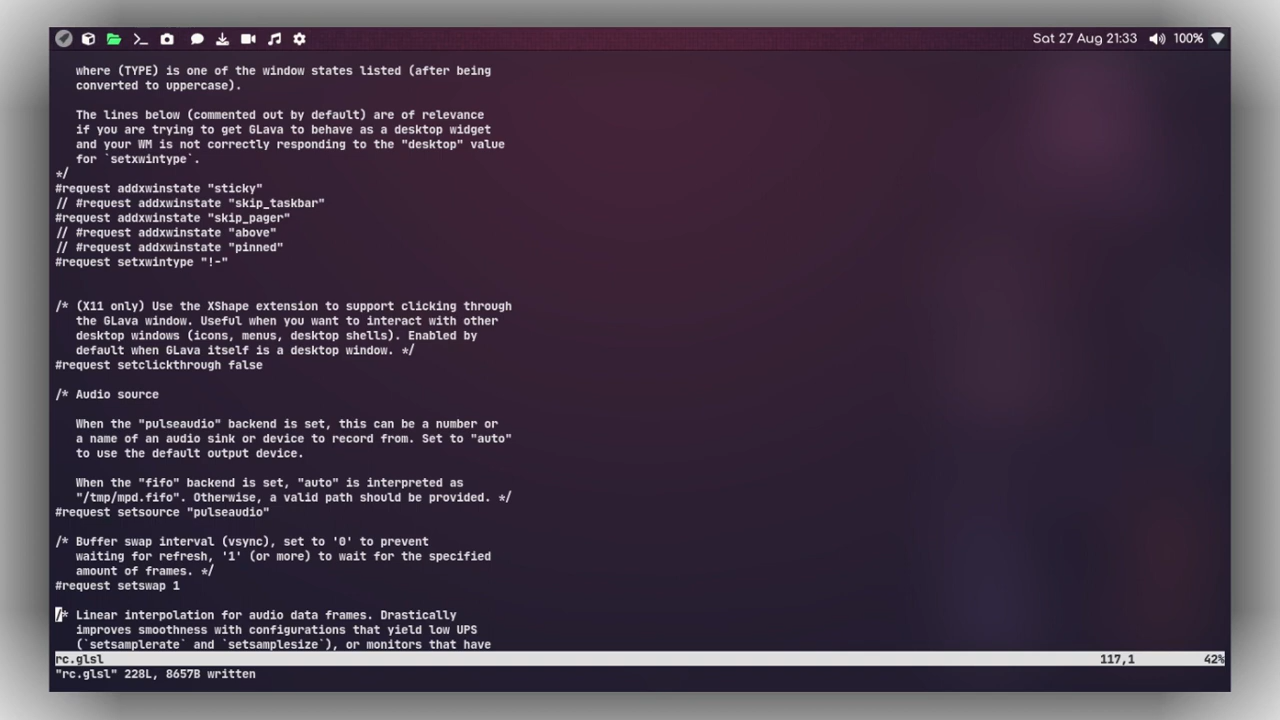 Sat 27 Aug 21:33 100%
where (TYPE) is one of the window states listed (after being
converted to uppercase).
The lines below (commented out by default) are of relevance
if you are trying to get GLava to behave as a desktop widget
and your WM is not correctly responding to the "desktop" value
for `setxwintype`.
*/
#request addxwinstate "sticky"
// #request addxwinstate "skip_taskbar"
#request addxwinstate "skip_pager"
// #request addxwinstate "above"
// #request addxwinstate "pinned"
#request setxwintype "!-"
/* (X11 only) Use the XShape extension to support clicking through
the GLava window. Useful when you want to interact with other
desktop windows (icons, menus, desktop shells). Enabled by
default when GLava itself is a desktop window. */
#request setclickthrough false
/* Audio source
When the "pulseaudio" backend is set, this can be a number or
a name of an audio sink or device to record from. Set to "auto"
to use the default output device.
When the "fifo" backend is set, "auto" is interpreted as
"/tmp/mpd.fifo". Otherwise, a valid path should be provided. */
#request setsource "pulseaudio"
/* Buffer swap interval (vsync), set to '0' to prevent
waiting for refresh, '1' (or more) to wait for the specified
amount of frames. */
#request setswap 1
/* Linear interpolation for audio data frames. Drastically
improves smoothness with configurations that yield low UPS
(`setsamplerate` and `setsamplesize`), or monitors that have
rc.glsl 117,1 42%
"rc.glsl" 228L, 8657B written